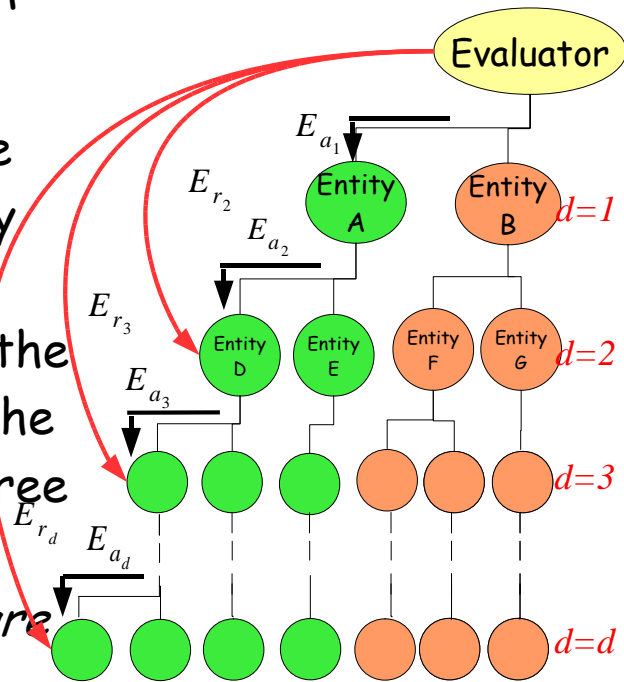 Evaluator
E_{a_1}
Entity A
Entity B
d=1
E_{r_2}
E_{a_2}
E_{r_3}
Entity D
Entity E
Entity F
Entity G
d=2
the
E_{a_3}
he
ree
d=3
E_{r_d}
E_{a_d}
are
d=d